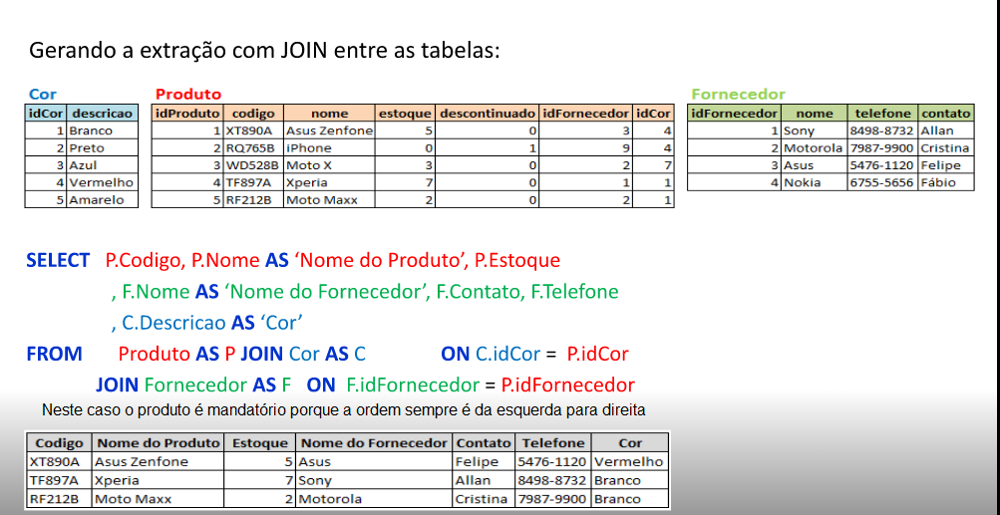 Gerando a extração com JOIN entre as tabelas:
Cor
idCor descricao
1 Branco
2 Preto
3 Azul
4 Vermelho
5 Amarelo
Produto
idProduto codigo nome estoque descontinuado idFornecedor idCor
1 XT890A Asus Zenfone 5 0 3 4
2 RQ765B iPhone 0 1 9 4
3 WD528B Moto X 3 0 2 7
4 TF897A Xperia 7 0 1 1
5 RF212B Moto Maxx 2 0 2 1
Fornecedor
idFornecedor nome telefone contato
1 Sony 8498-8732 Allan
2 Motorola 7987-9900 Cristina
3 Asus 5476-1120 Felipe
4 Nokia 6755-5656 Fábio
SELECT P.Codigo, P.Nome AS ‘Nome do Produto’, P.Estoque
, F.Nome AS ‘Nome do Fornecedor’, F.Contato, F.Telefone
, C.Descricao AS ‘Cor’
FROM Produto AS P JOIN Cor AS C ON C.idCor = P.idCor
JOIN Fornecedor AS F ON F.idFornecedor = P.idFornecedor
Neste caso o produto é mandatório porque a ordem sempre é da esquerda para direita
Codigo Nome do Produto Estoque Nome do Fornecedor Contato Telefone Cor
XT890A Asus Zenfone 5 Asus Felipe 5476-1120 Vermelho
TF897A Xperia 7 Sony Allan 8498-8732 Branco
RF212B Moto Maxx 2 Motorola Cristina 7987-9900 Branco